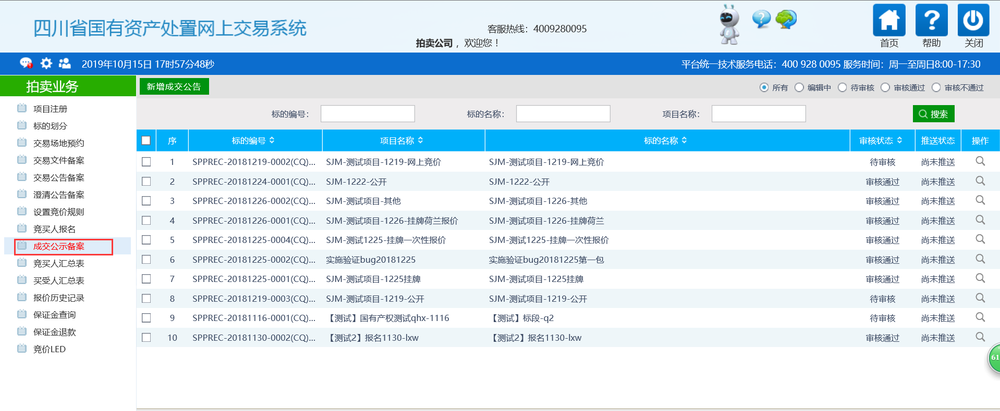 四川省国有资产处置网上交易系统
客服热线：4009280095
拍卖公司，欢迎您！
首页
帮助
关闭
2019年10月15日 17时57分48秒
平台统一技术服务电话：400 928 0095 服务时间：周一至周日8:00-17:30
拍卖业务
项目注册
标的划分
交易场地预约
交易文件备案
交易公告备案
澄清公告备案
设置竞价规则
竞买人报名
成交公示备案
竞买人汇总表
买受人汇总表
报价历史记录
保证金查询
保证金退款
竞价LED
新增成交公告
所有 编辑中 待审核 审核通过 审核不通过
标的编号： 标的名称： 项目名称： 搜索
序 标的编号 项目名称 标的名称 审核状态 推送状态 操作
1 SPPREC-20181219-0002(CQ)... SJM-测试项目-1219-网上竞价 SJM-测试项目-1219-网上竞价 待审核 尚未推送
2 SPPREC-20181224-0001(CQ)... SJM-1222-公开 SJM-1222-公开 审核通过 尚未推送
3 SPPREC-20181226-0002(CQ)... SJM-测试项目-其他 SJM-测试项目-1226-其他 审核通过 尚未推送
4 SPPREC-20181226-0001(CQ)... SJM-测试项目-1226-挂牌荷兰报价 SJM-测试项目-1226-挂牌荷兰 审核通过 尚未推送
5 SPPREC-20181225-0004(CQ)... SJM-测试1225-挂牌一次性报价 SJM-测试1225-挂牌一次性报价 审核通过 尚未推送
6 SPPREC-20181225-0002(CQ)... 实施验证bug20181225 实施验证bug20181225第一包 审核通过 尚未推送
7 SPPREC-20181225-0001(CQ)... SJM-测试项目-1225挂牌 SJM-测试项目-1225挂牌 审核通过 尚未推送
8 SPPREC-20181219-0003(CQ)... SJM-测试项目-1219-公开 SJM-测试项目-1219-公开 待审核 尚未推送
9 SPPREC-20181116-0001(CQ)... 【测试】国有产权测试qhx-1116 【测试】标段-q2 待审核 尚未推送
10 SPPREC-20181130-0002(CQ)... 【测试2】报名1130-lxw 【测试2】报名1130-lxw 审核通过 尚未推送
61